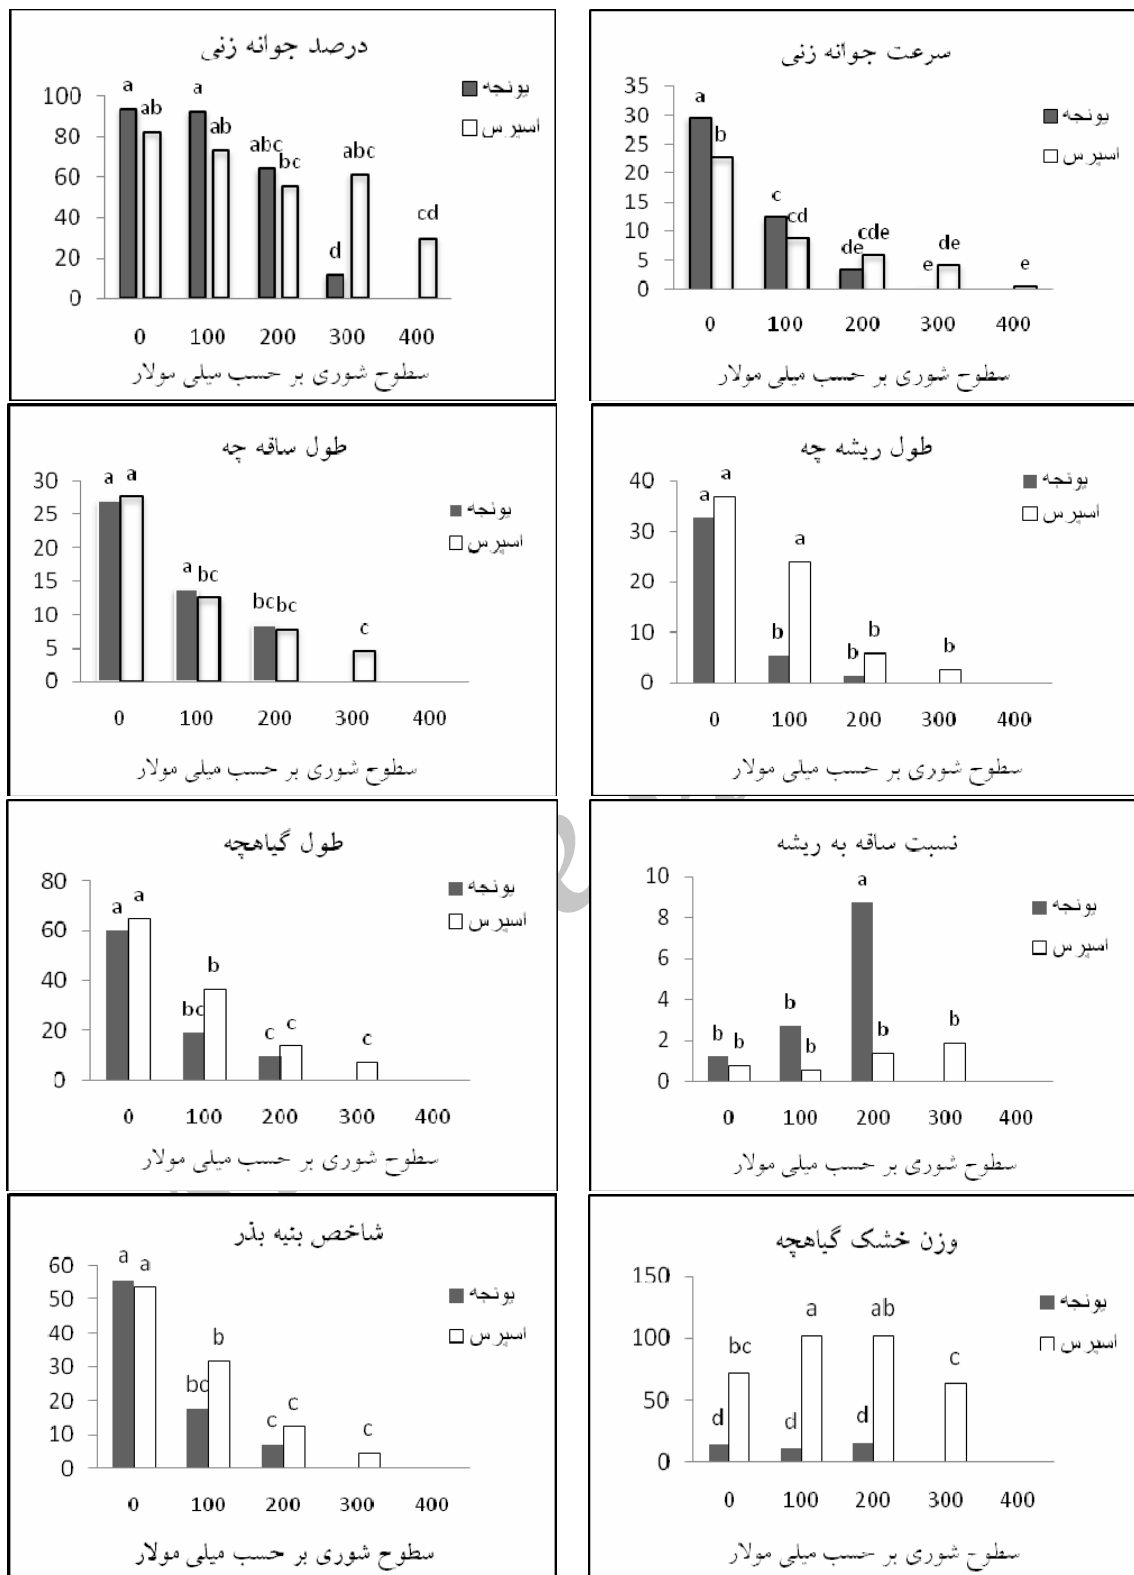 درصد جوانه زنی
یونجه
اسپرس
a ab a ab abc bc d abc cd
100
80
60
40
20
0
0 100 200 300 400
سطوح شوری بر حسب میلی مولار
سرعت جوانه زنی
یونجه
اسپرس
a b c cd de cde e de e
35
30
25
20
15
10
5
0
0 100 200 300 400
سطوح شوری بر حسب میلی مولار
طول ساقه چه
یونجه
اسپرس
a a a bc bc bc c
30
25
20
15
10
5
0
0 100 200 300 400
سطوح شوری بر حسب میلی مولار
طول ریشه چه
یونجه
اسپرس
a a b a b b b
40
30
20
10
0
0 100 200 300 400
سطوح شوری بر حسب میلی مولار
طول گیاهچه
یونجه
اسپرس
a a bc b c c c
80
60
40
20
0
0 100 200 300 400
سطوح شوری بر حسب میلی مولار
نسبت ساقه به ریشه
یونجه
اسپرس
b b b b a b b
10
8
6
4
2
0
0 100 200 300 400
سطوح شوری بر حسب میلی مولار
شاخص بنیه بذر
یونجه
اسپرس
a a bc b c c c
60
50
40
30
20
10
0
0 100 200 300 400
سطوح شوری بر حسب میلی مولار
وزن خشک گیاهچه
یونجه
اسپرس
d bc d a d ab c
150
100
50
0
0 100 200 300 400
سطوح شوری بر حسب میلی مولار